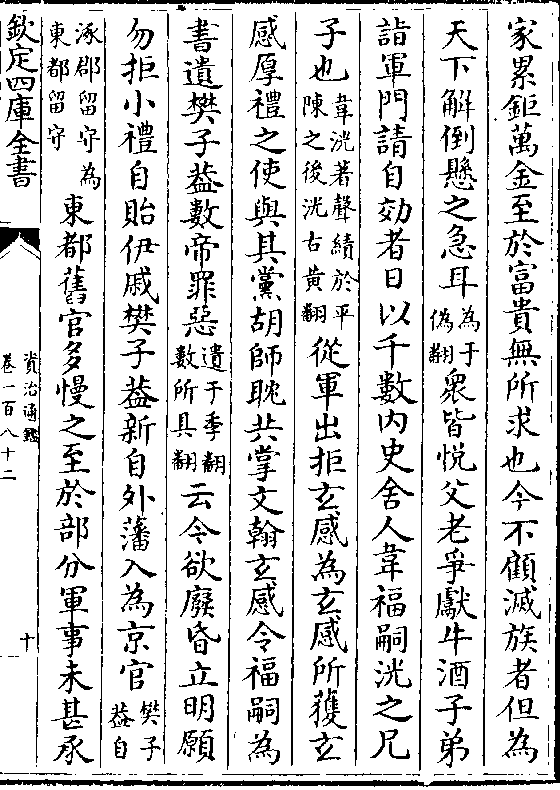 家累鉅萬金至於富貴無所求也今不顧滅族者但為
天下解倒懸之急耳為于偽翻衆皆悦父老爭獻牛酒子弟
詣軍門請自効者日以千數内史舍人韋福嗣洸之兄
子也韋洸著聲績於平陳之後洸古黄翻從軍出拒玄感為玄感所獲玄
感厚禮之使與其黨胡師耽共掌文翰玄感令福嗣為
書遺樊子葢數帝罪惡遺于季翻數所具翻云今欲廢昏立明願
勿拒小禮自貽伊戚樊子葢新自外藩入為京官樊子葢自
涿郡留守為東都留守東都舊官多慢之至於部分軍事未甚承
欽定四庫全書
資治通鑑
卷一百八十二
十